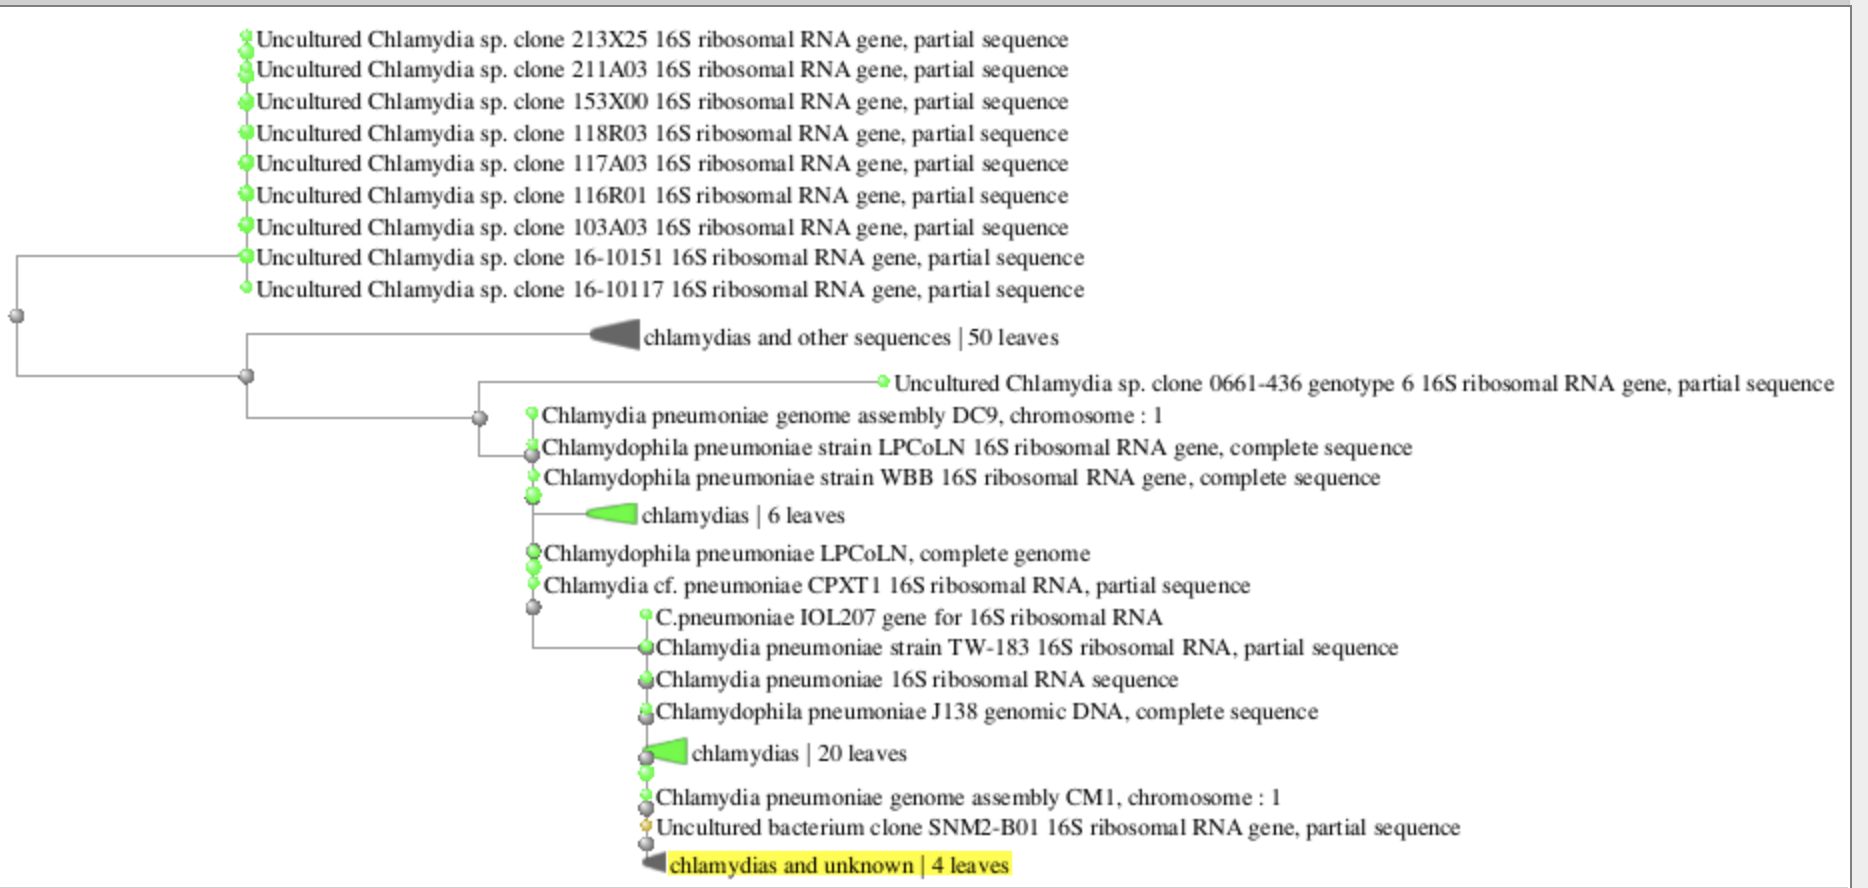 Uncultured Chlamydia sp. clone 213X25 16S ribosomal RNA gene, partial sequence
Uncultured Chlamydia sp. clone 211A03 16S ribosomal RNA gene, partial sequence
Uncultured Chlamydia sp. clone 153X00 16S ribosomal RNA gene, partial sequence
Uncultured Chlamydia sp. clone 118R03 16S ribosomal RNA gene, partial sequence
Uncultured Chlamydia sp. clone 117A03 16S ribosomal RNA gene, partial sequence
Uncultured Chlamydia sp. clone 116R01 16S ribosomal RNA gene, partial sequence
Uncultured Chlamydia sp. clone 103A03 16S ribosomal RNA gene, partial sequence
Uncultured Chlamydia sp. clone 16-10151 16S ribosomal RNA gene, partial sequence
Uncultured Chlamydia sp. clone 16-10117 16S ribosomal RNA gene, partial sequence
chlamydias and other sequences | 50 leaves
Uncultured Chlamydia sp. clone 0661-436 genotype 6 16S ribosomal RNA gene, partial sequence
Chlamydia pneumoniae genome assembly DC9, chromosome : 1
Chlamydophila pneumoniae strain LPCoLN 16S ribosomal RNA gene, complete sequence
Chlamydophila pneumoniae strain WBB 16S ribosomal RNA gene, complete sequence
chlamydias | 6 leaves
Chlamydophila pneumoniae LPCoLN, complete genome
Chlamydia cf. pneumoniae CPXT1 16S ribosomal RNA, partial sequence
C.pneumoniae IOL207 gene for 16S ribosomal RNA
Chlamydia pneumoniae strain TW-183 16S ribosomal RNA, partial sequence
Chlamydia pneumoniae 16S ribosomal RNA sequence
Chlamydophila pneumoniae J138 genomic DNA, complete sequence
chlamydias | 20 leaves
Chlamydia pneumoniae genome assembly CM1, chromosome : 1
Uncultured bacterium clone SNM2-B01 16S ribosomal RNA gene, partial sequence
chlamydias and unknown | 4 leaves